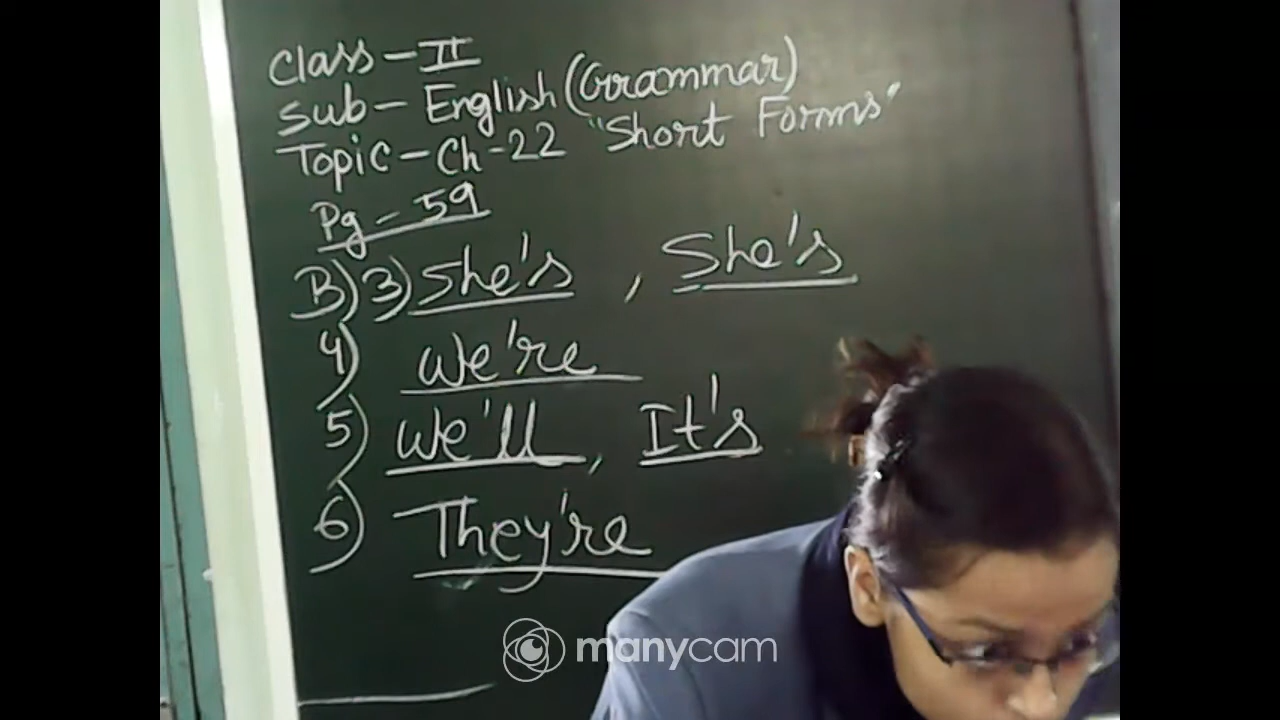 Class - II
Sub - English (Grammar)
Topic - Ch - 22 "Short Forms"
Pg - 59
B) 3) She's , She's
4) We're
5) We'll , It's
6) They're
manycam